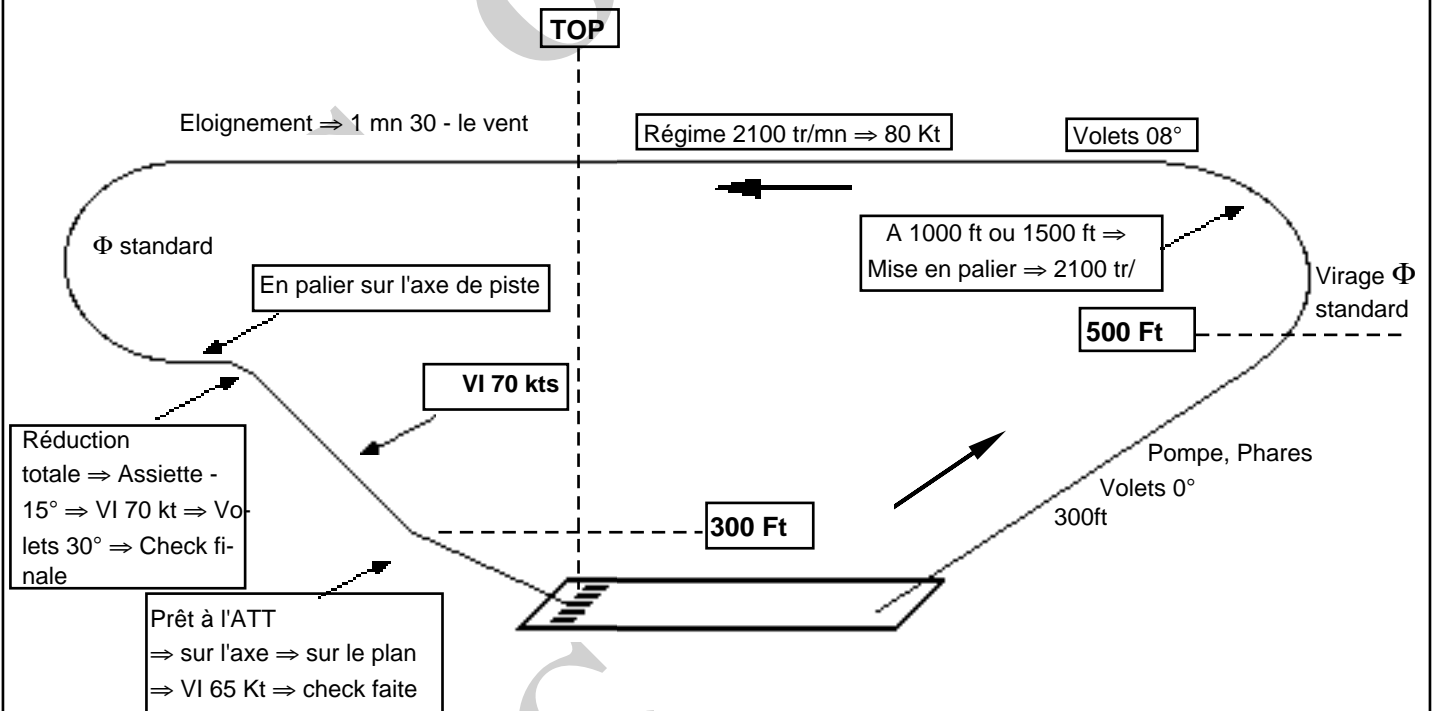 TOP
Eloignement ⇒ 1 mn 30 - le vent
Régime 2100 tr/mn ⇒ 80 Kt
Volets 08°
Φ standard
A 1000 ft ou 1500 ft ⇒
Mise en palier ⇒ 2100 tr/
En palier sur l'axe de piste
Virage Φ
standard
500 Ft
VI 70 kts
Réduction
totale ⇒ Assiette -
15° ⇒ VI 70 kt ⇒ Vo-
lets 30° ⇒ Check fi-
nale
Pompe, Phares
Volets 0°
300ft
300 Ft
Prêt à l'ATT
⇒ sur l'axe ⇒ sur le plan
⇒ VI 65 Kt ⇒ check faite